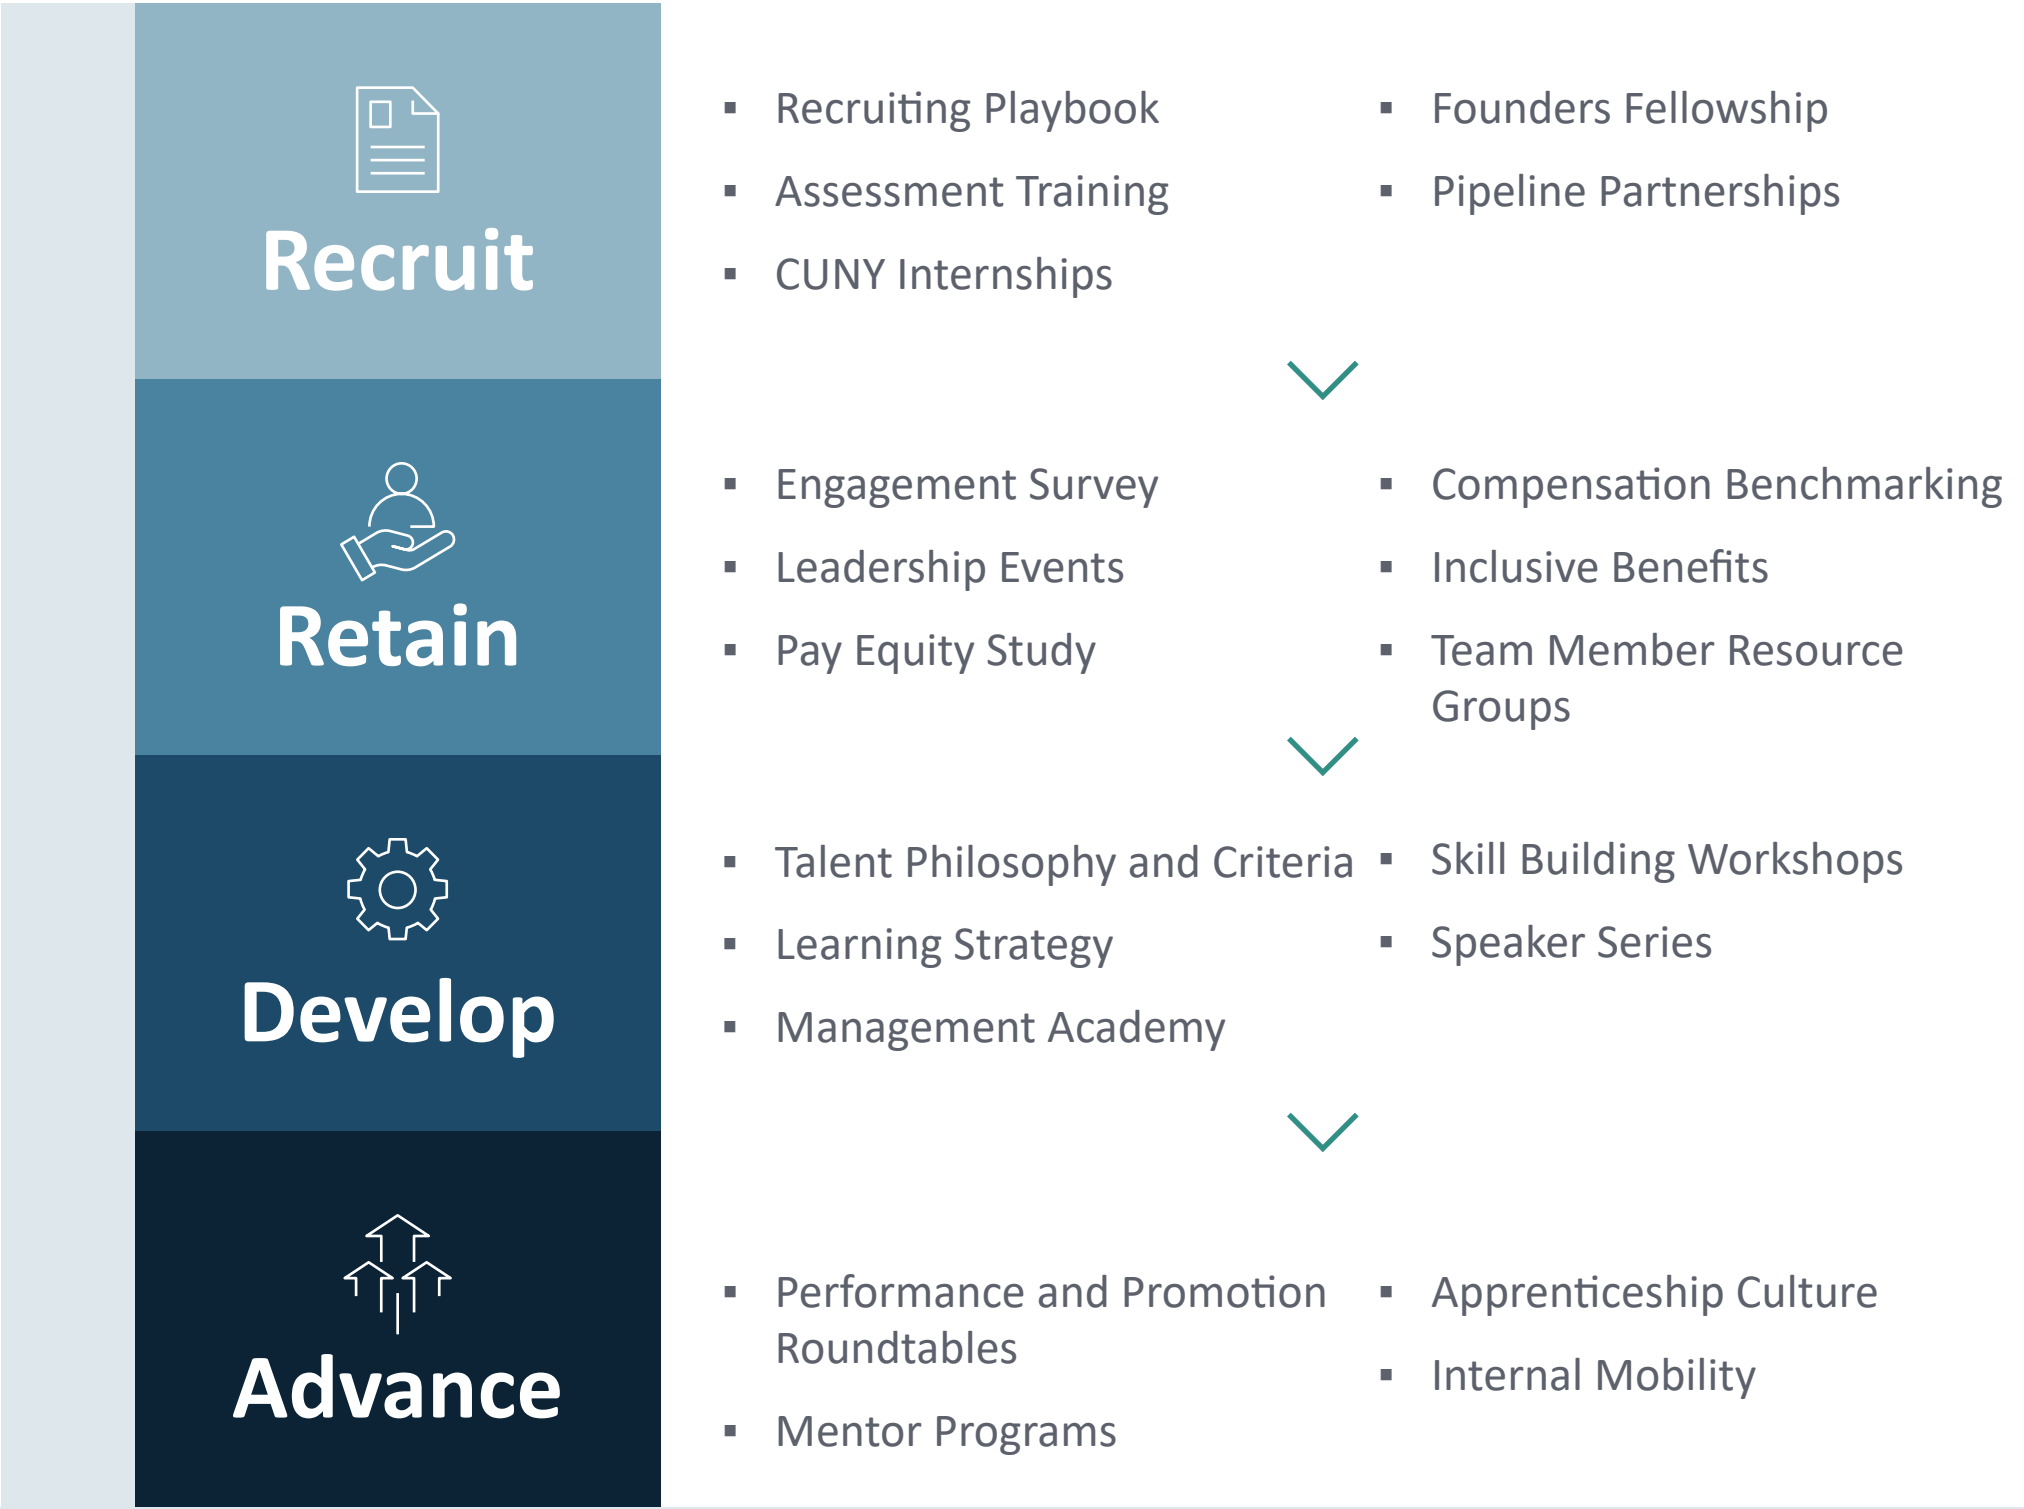 Recruit
▪ Recruiting Playbook
▪ Assessment Training
▪ CUNY Internships
▪ Founders Fellowship
▪ Pipeline Partnerships
Retain
▪ Engagement Survey
▪ Leadership Events
▪ Pay Equity Study
▪ Compensation Benchmarking
▪ Inclusive Benefits
▪ Team Member Resource
Groups
Develop
▪ Talent Philosophy and Criteria
▪ Learning Strategy
▪ Management Academy
▪ Skill Building Workshops
▪ Speaker Series
Advance
▪ Performance and Promotion
Roundtables
▪ Mentor Programs
▪ Apprenticeship Culture
▪ Internal Mobility